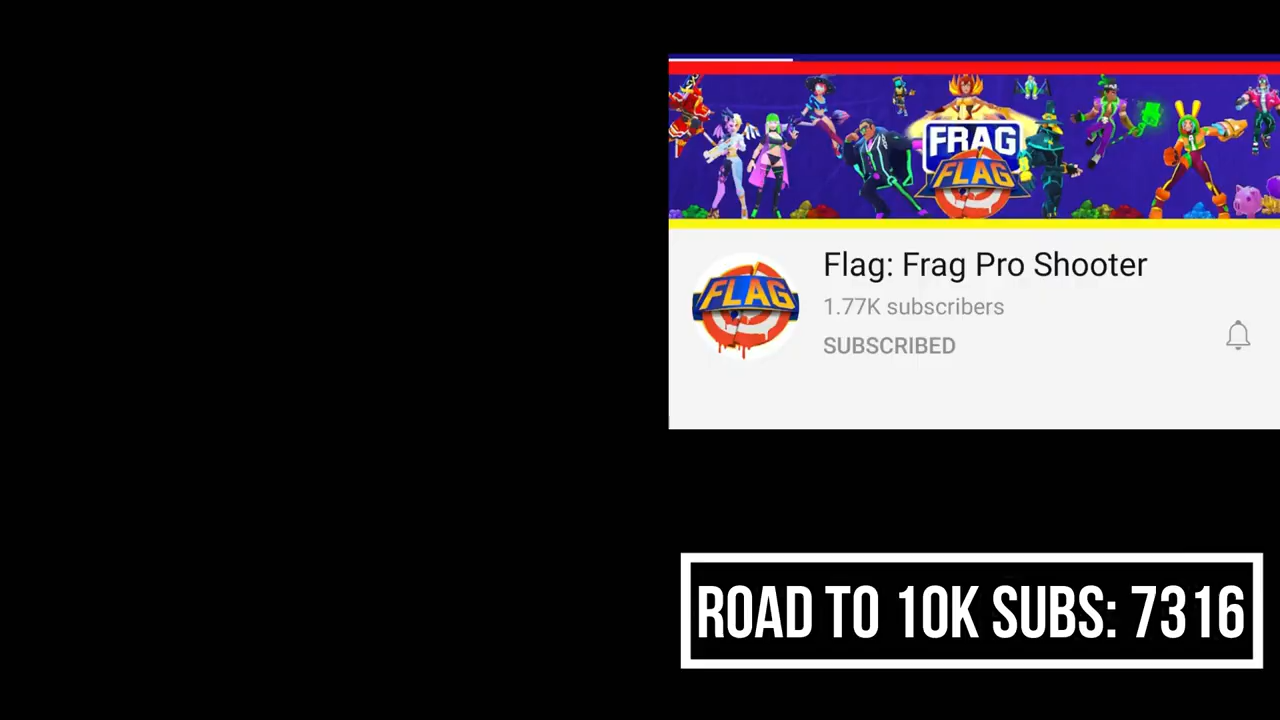 FRAG
FLAG
FLAG
Flag: Frag Pro Shooter
1.77K subscribers
SUBSCRIBED
ROAD TO 10K SUBS: 7316